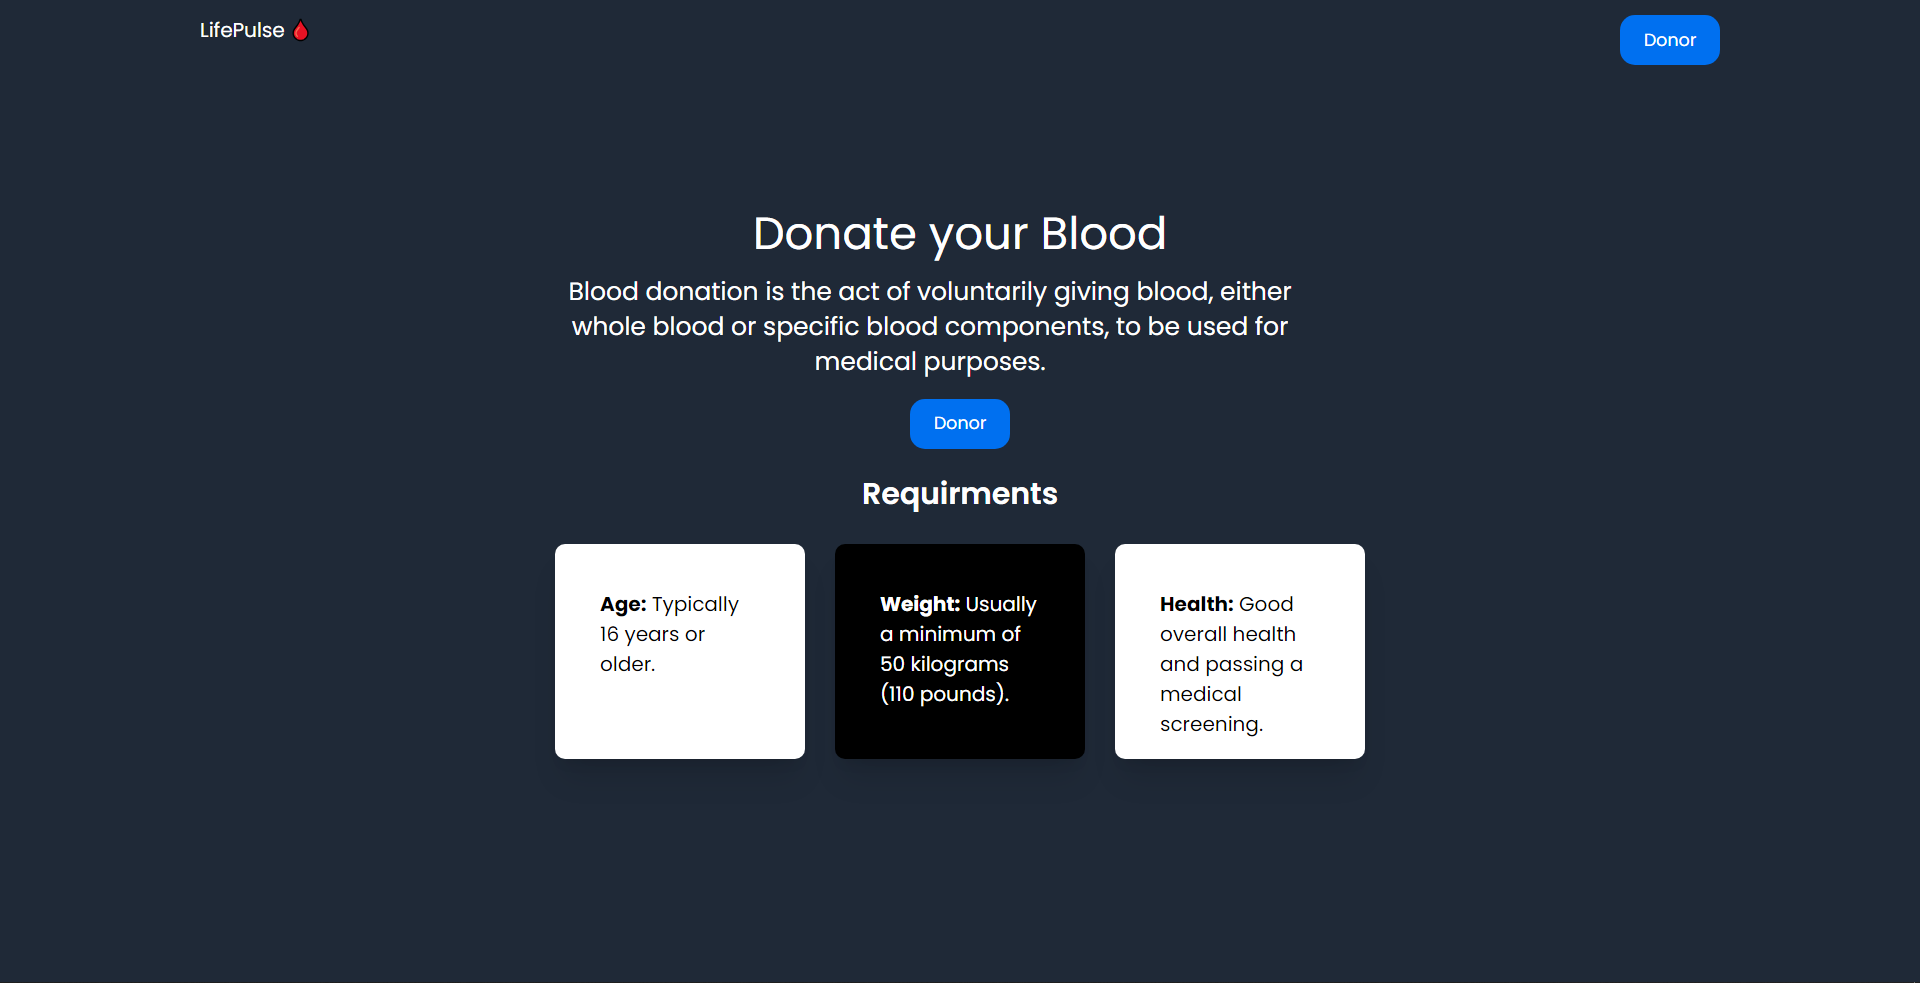 LifePulse 🩸
Donor
Donate your Blood
Blood donation is the act of voluntarily giving blood, either
whole blood or specific blood components, to be used for
medical purposes.
Donor
Requirments
Age: Typically
16 years or
older.
Weight: Usually
a minimum of
50 kilograms
(110 pounds).
Health: Good
overall health
and passing a
medical
screening.